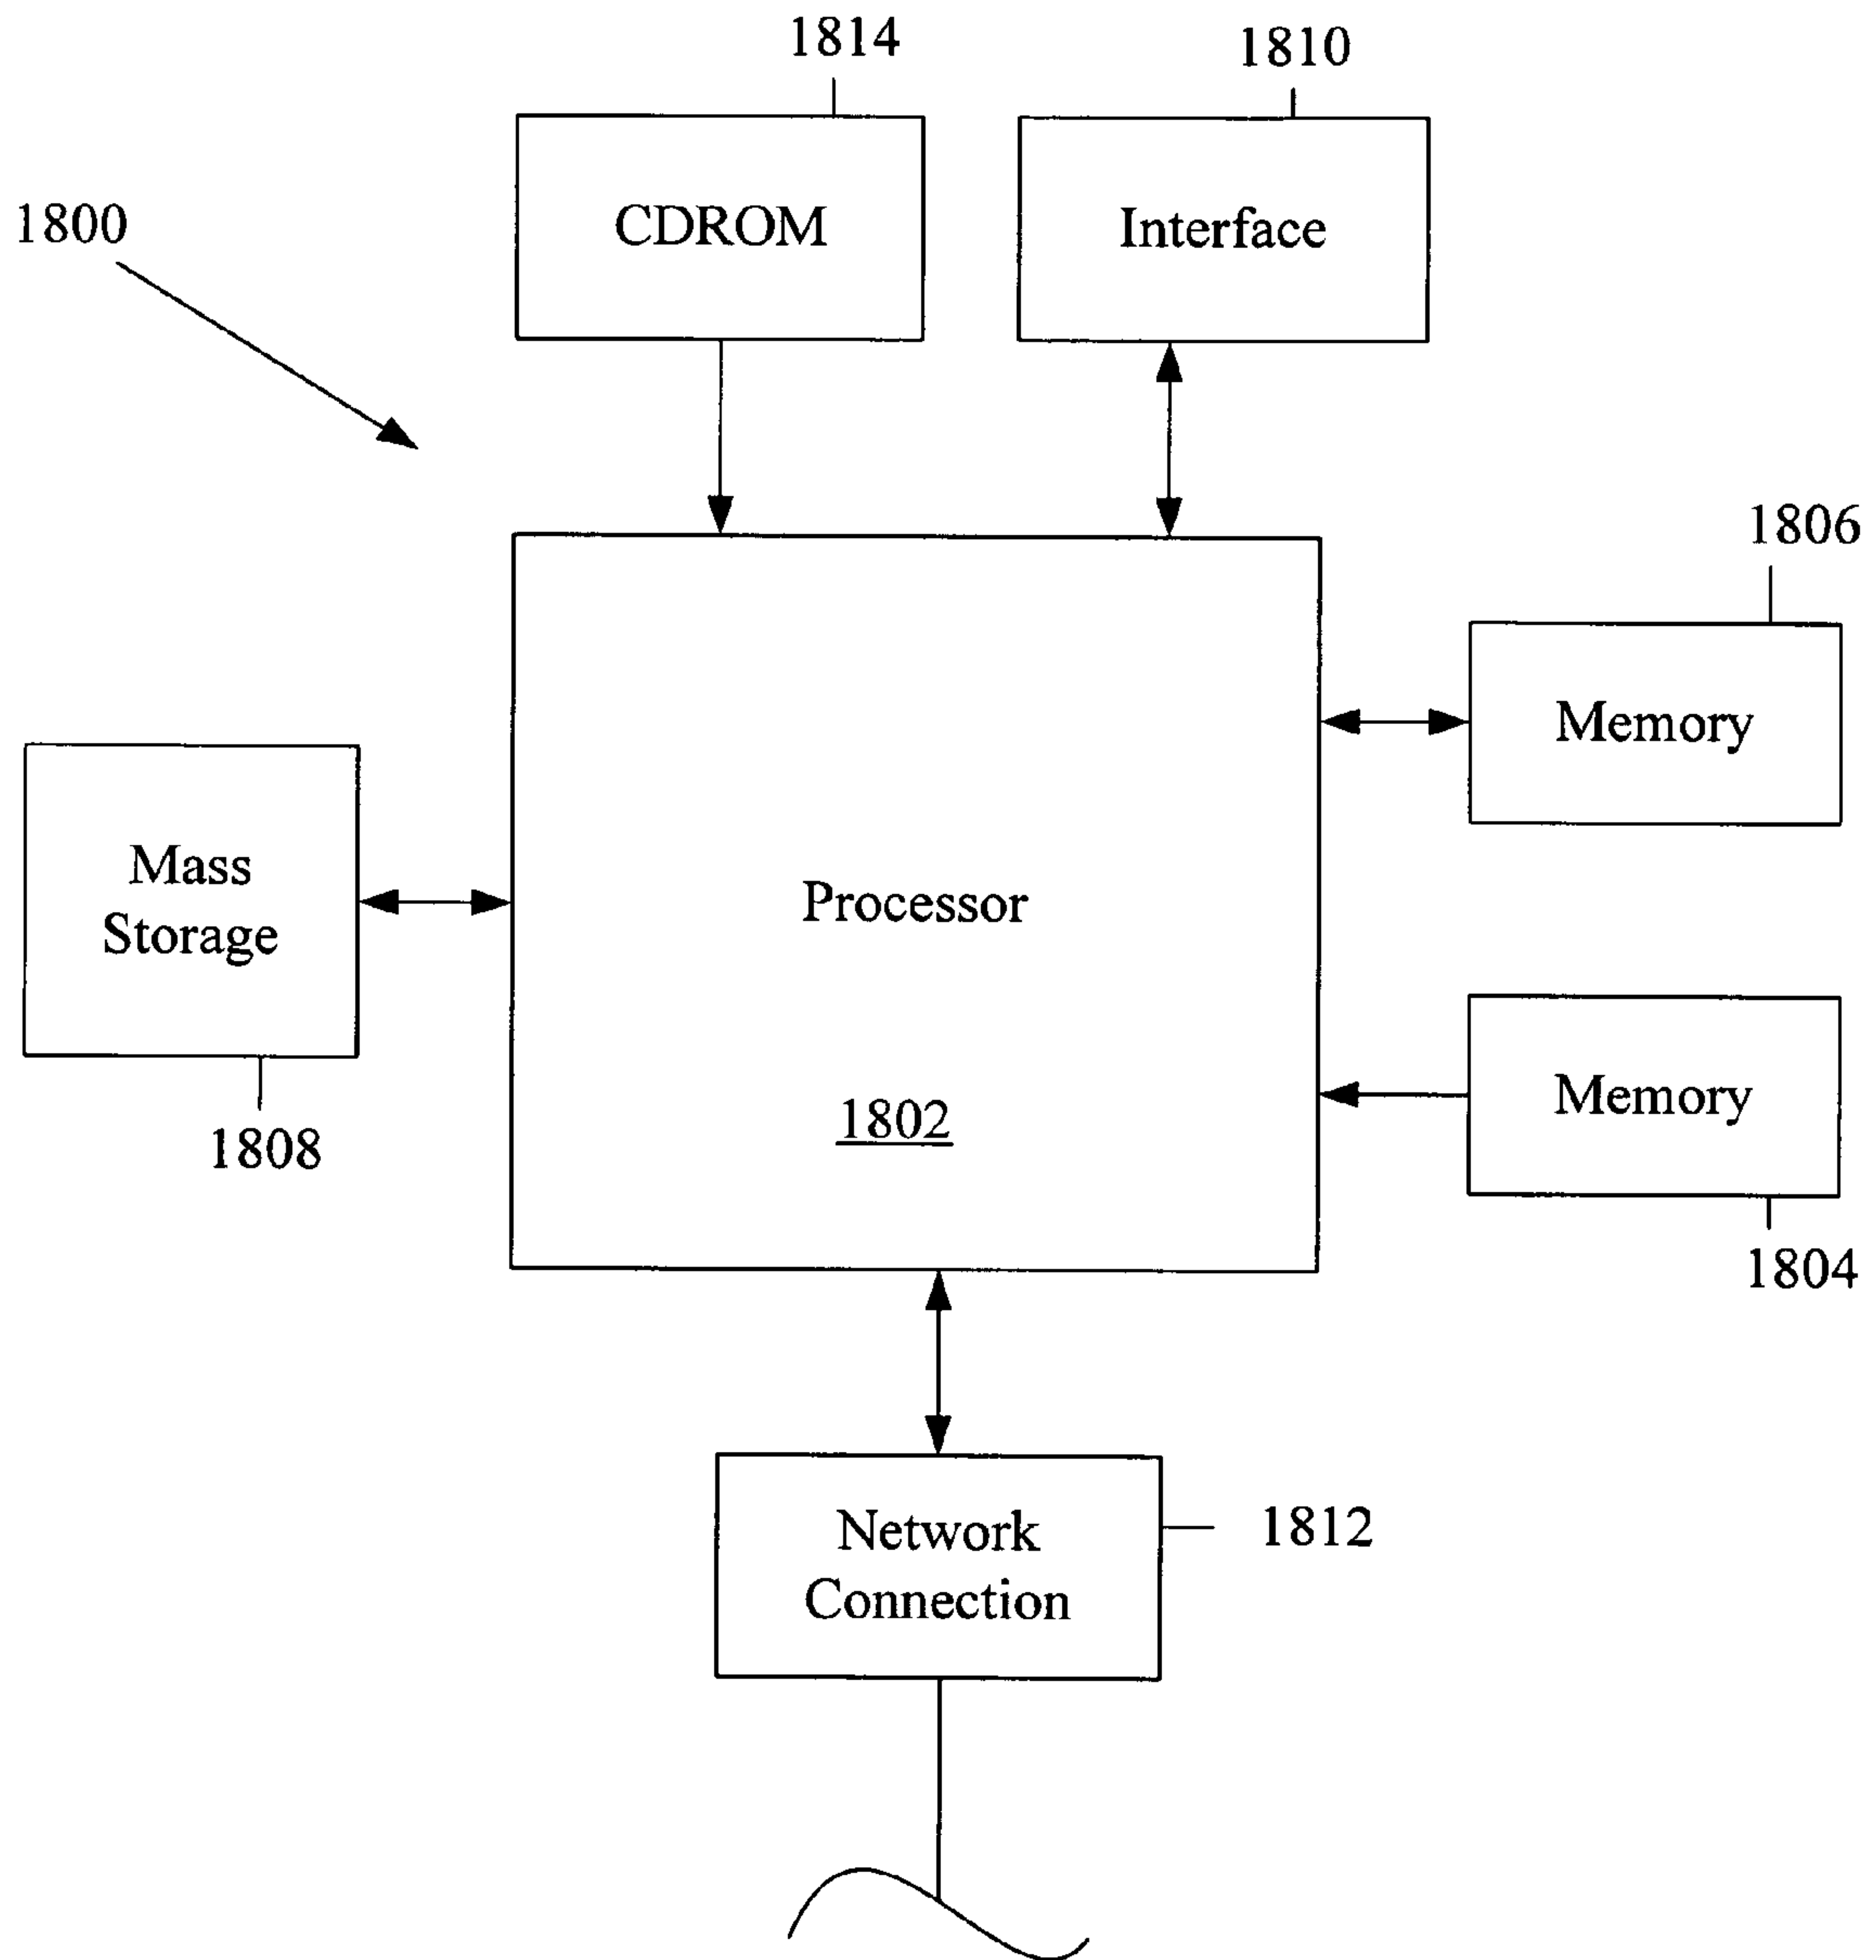 1814
1810
1800
CDROM
Interface
1806
Memory
Mass
Storage
Processor
Memory
1802
1808
1804
Network
Connection
1812